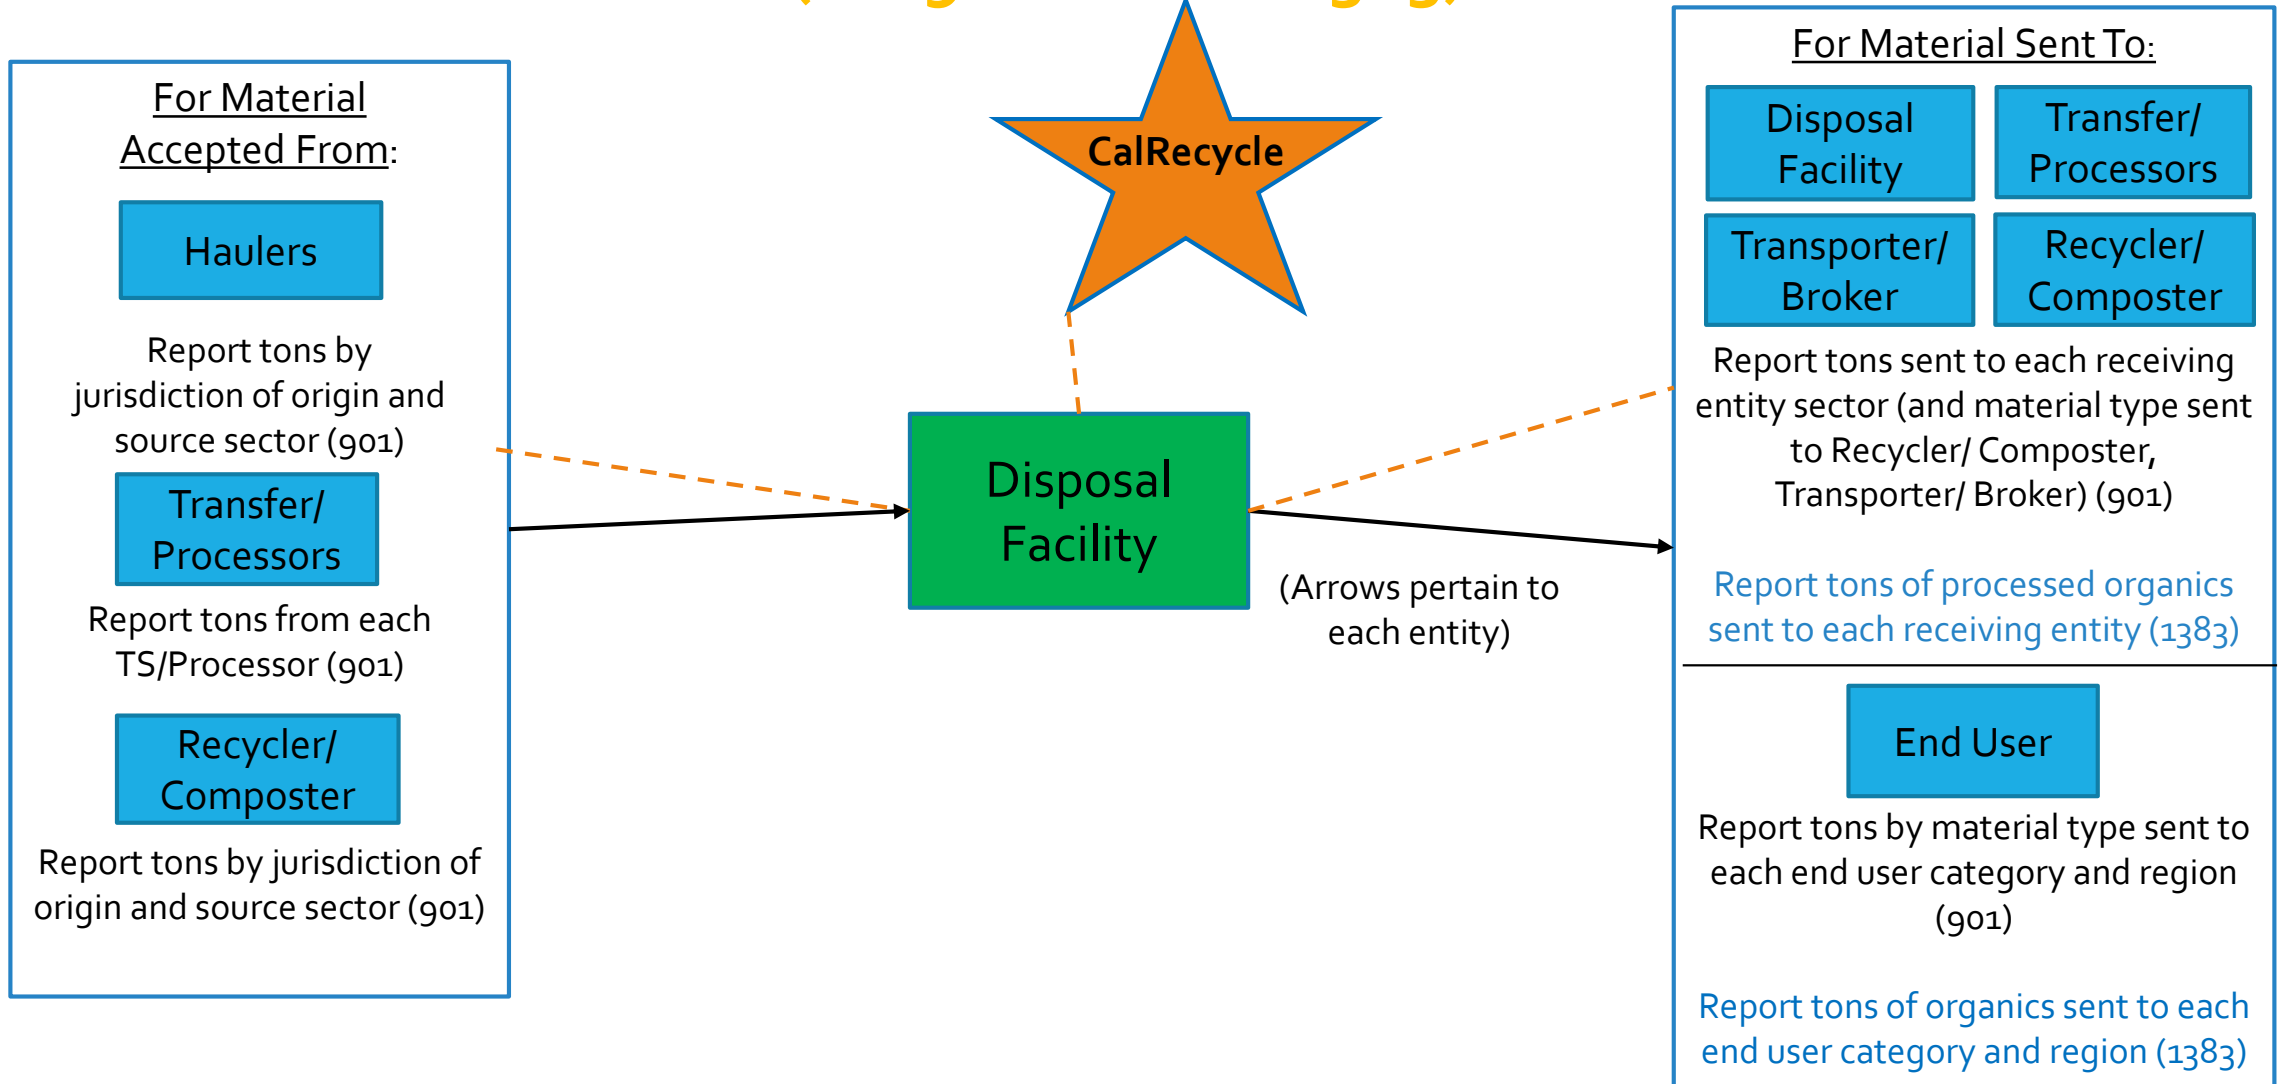 For Material
Accepted From:
Haulers
Report tons by
jurisdiction of origin and
source sector (901)
Transfer/
Processors
Report tons from each
TS/Processor (901)
Recycler/
Composter
Report tons by jurisdiction of
origin and source sector (901)
CalRecycle
Disposal
Facility
(Arrows pertain to
each entity)
For Material Sent To:
Disposal
Facility
Transfer/
Processors
Transporter/
Broker
Recycler/
Composter
Report tons sent to each receiving
entity sector (and material type sent
to Recycler/ Composter,
Transporter/ Broker) (901)
Report tons of processed organics
sent to each receiving entity (1383)
End User
Report tons by material type sent to
each end user category and region
(901)
Report tons of organics sent to each
end user category and region (1383)